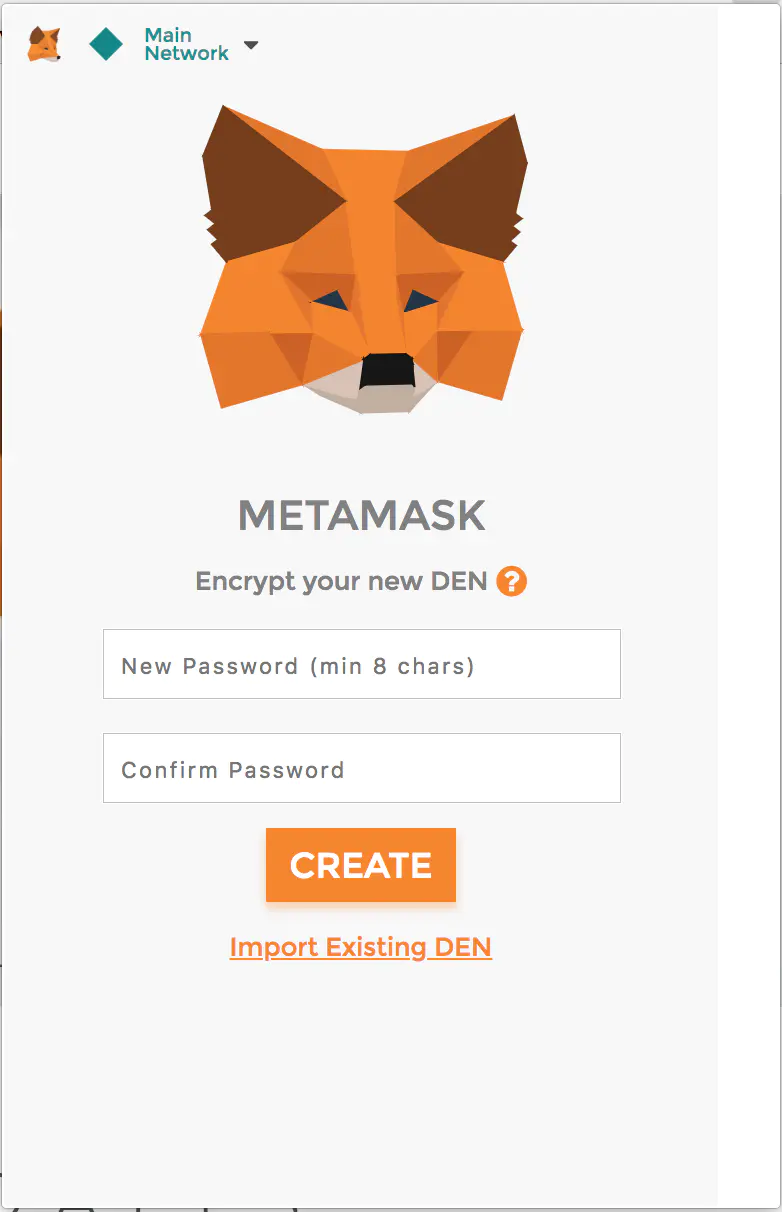 Main
Network
METAMASK
Encrypt your new DEN ?
New Password (min 8 chars)
Confirm Password
CREATE
Import Existing DEN